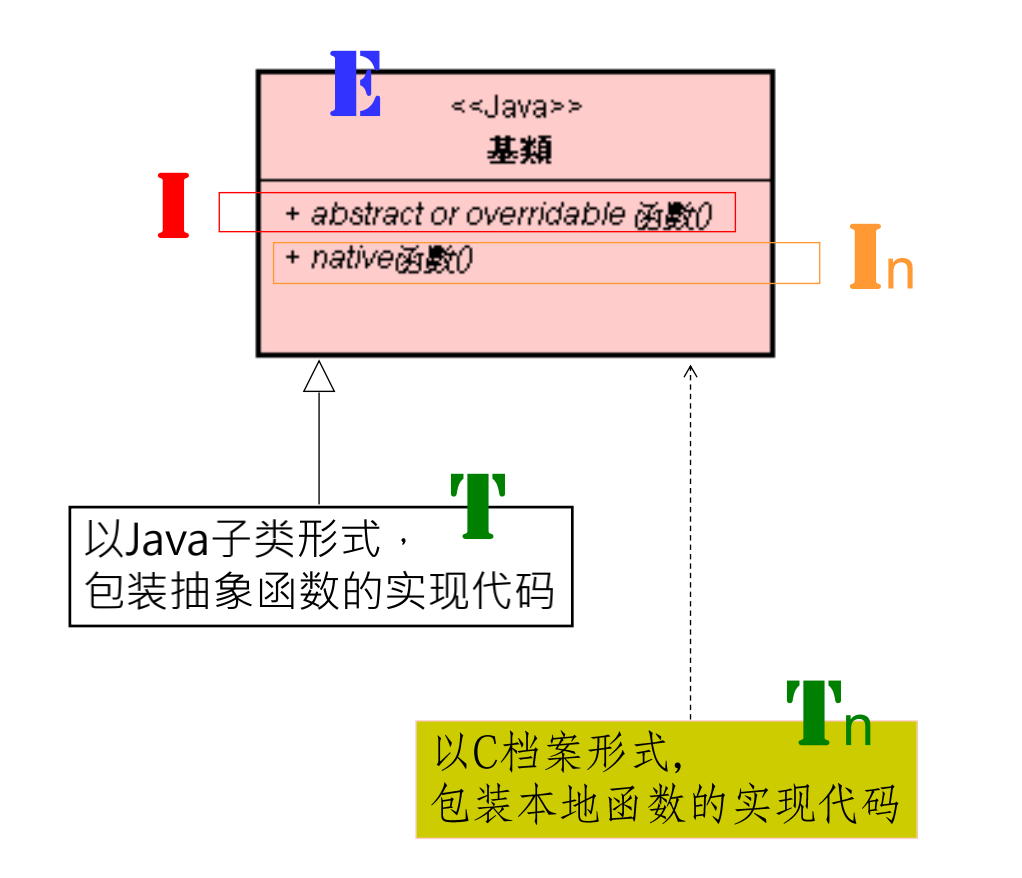 E
<<Java>>
基類
I
+ abstract or overridable 函數()
+ native函數()
In
T
以Java子类形式，
包装抽象函数的实现代码
Tn
以C档案形式,
包装本地函数的实现代码